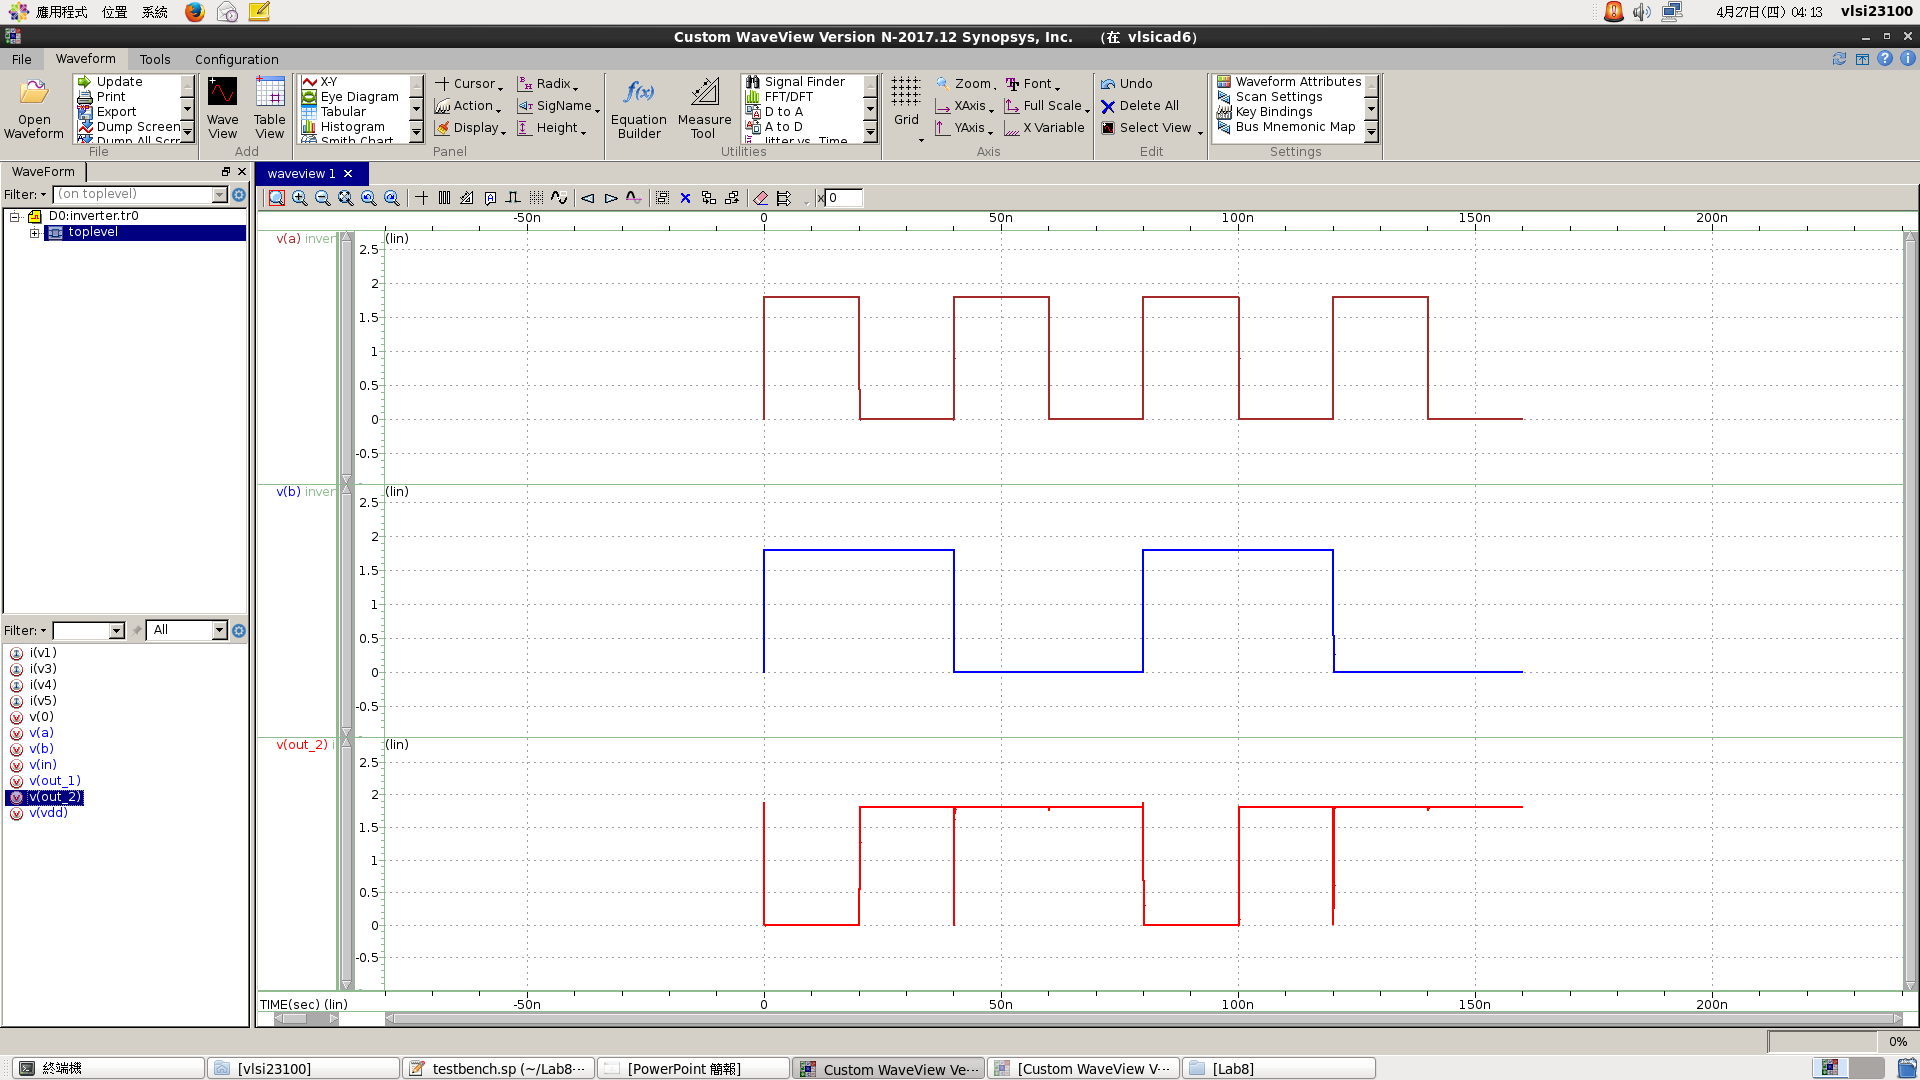 應用程式 位置 系統 4月27日(四) 04:13 vlsi23100
Custom WaveView Version N-2017.12 Synopsys, Inc. (在 vlsicad6)
File Waveform Tools Configuration
Open Waveform
Update
Print
Export
Dump Screen
Dump All Scr
File
Wave View
Table View
Add
X-Y
Eye Diagram
Tabular
Histogram
Smith Chart
Cursor
Action
Display
Radix
SigName
Height
Panel
Equation Builder
Measure Tool
Signal Finder
FFT/DFT
D to A
A to D
Jitter vs. Time
Utilities
Grid
Zoom
XAxis
YAxis
Font
Full Scale
X Variable
Axis
Undo
Delete All
Select View
Edit
Waveform Attributes
Scan Settings
Key Bindings
Bus Mnemonic Map
Settings
WaveForm
Filter: (on toplevel)
D0:inverter.tr0
toplevel
Filter: All
i(v1)
i(v3)
i(v4)
i(v5)
v(0)
v(a)
v(b)
v(in)
v(out_1)
v(out_2)
v(vdd)
waveview 1
x 0
-50n 0 50n 100n 150n 200n
v(a) inver (lin)
2.5
2
1.5
1
0.5
0
-0.5
v(b) inver (lin)
2.5
2
1.5
1
0.5
0
-0.5
v(out_2) i (lin)
2.5
2
1.5
1
0.5
0
-0.5
TIME(sec) (lin) -50n 0 50n 100n 150n 200n
0%
終端機 [vlsi23100] testbench.sp (~/Lab8-··· [PowerPoint 簡報] Custom WaveView Ve··· [Custom WaveView V··· [Lab8]